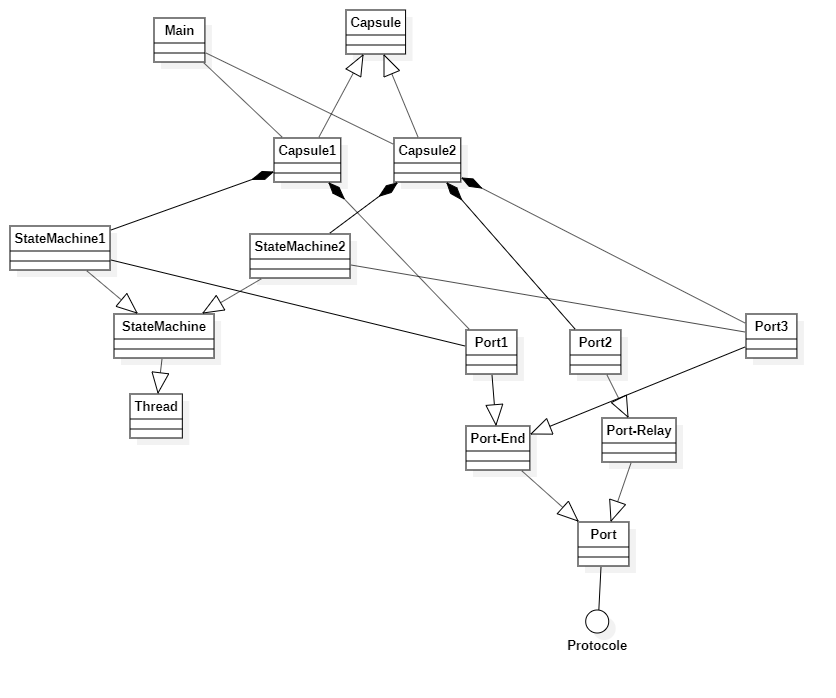 Main
Capsule
Capsule1
Capsule2
StateMachine1
StateMachine2
StateMachine
Port1
Port2
Port3
Thread
Port-End
Port-Relay
Port
Protocole